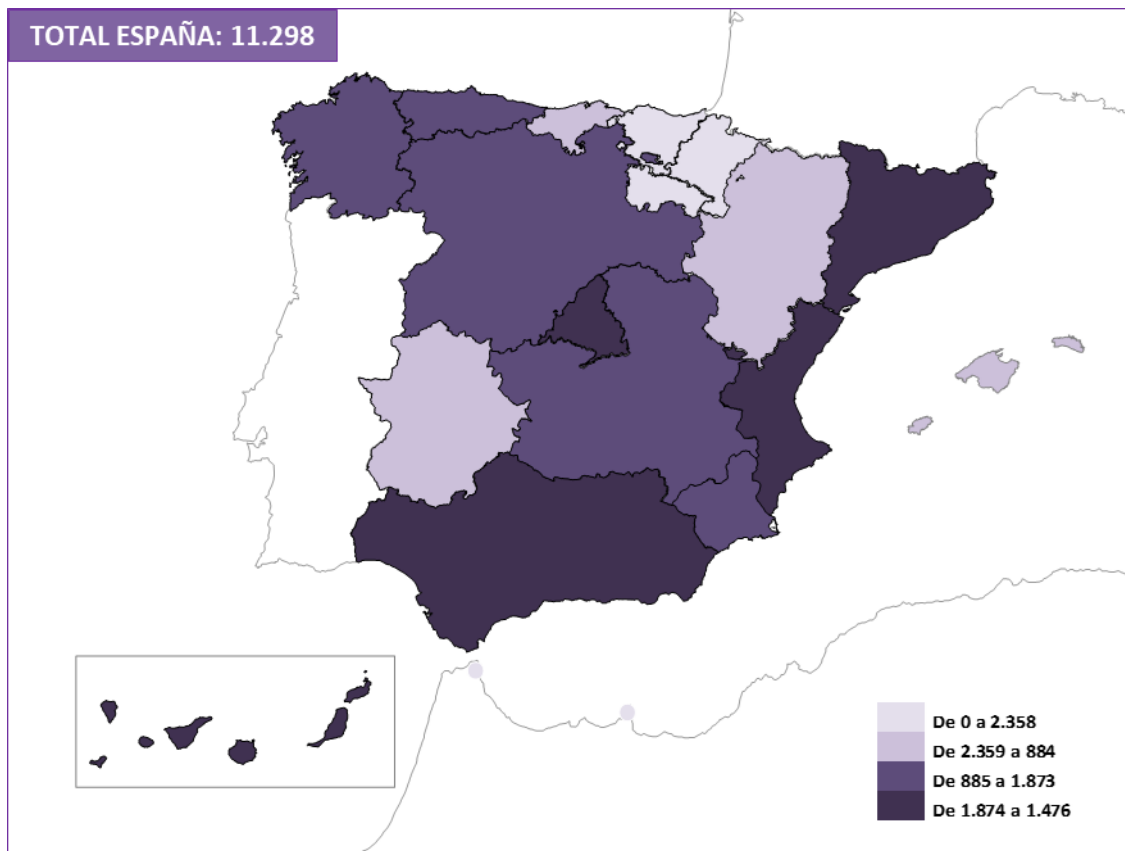 TOTAL ESPAÑA: 11.298
De 0 a 2.358
De 2.359 a 884
De 885 a 1.873
De 1.874 a 1.476